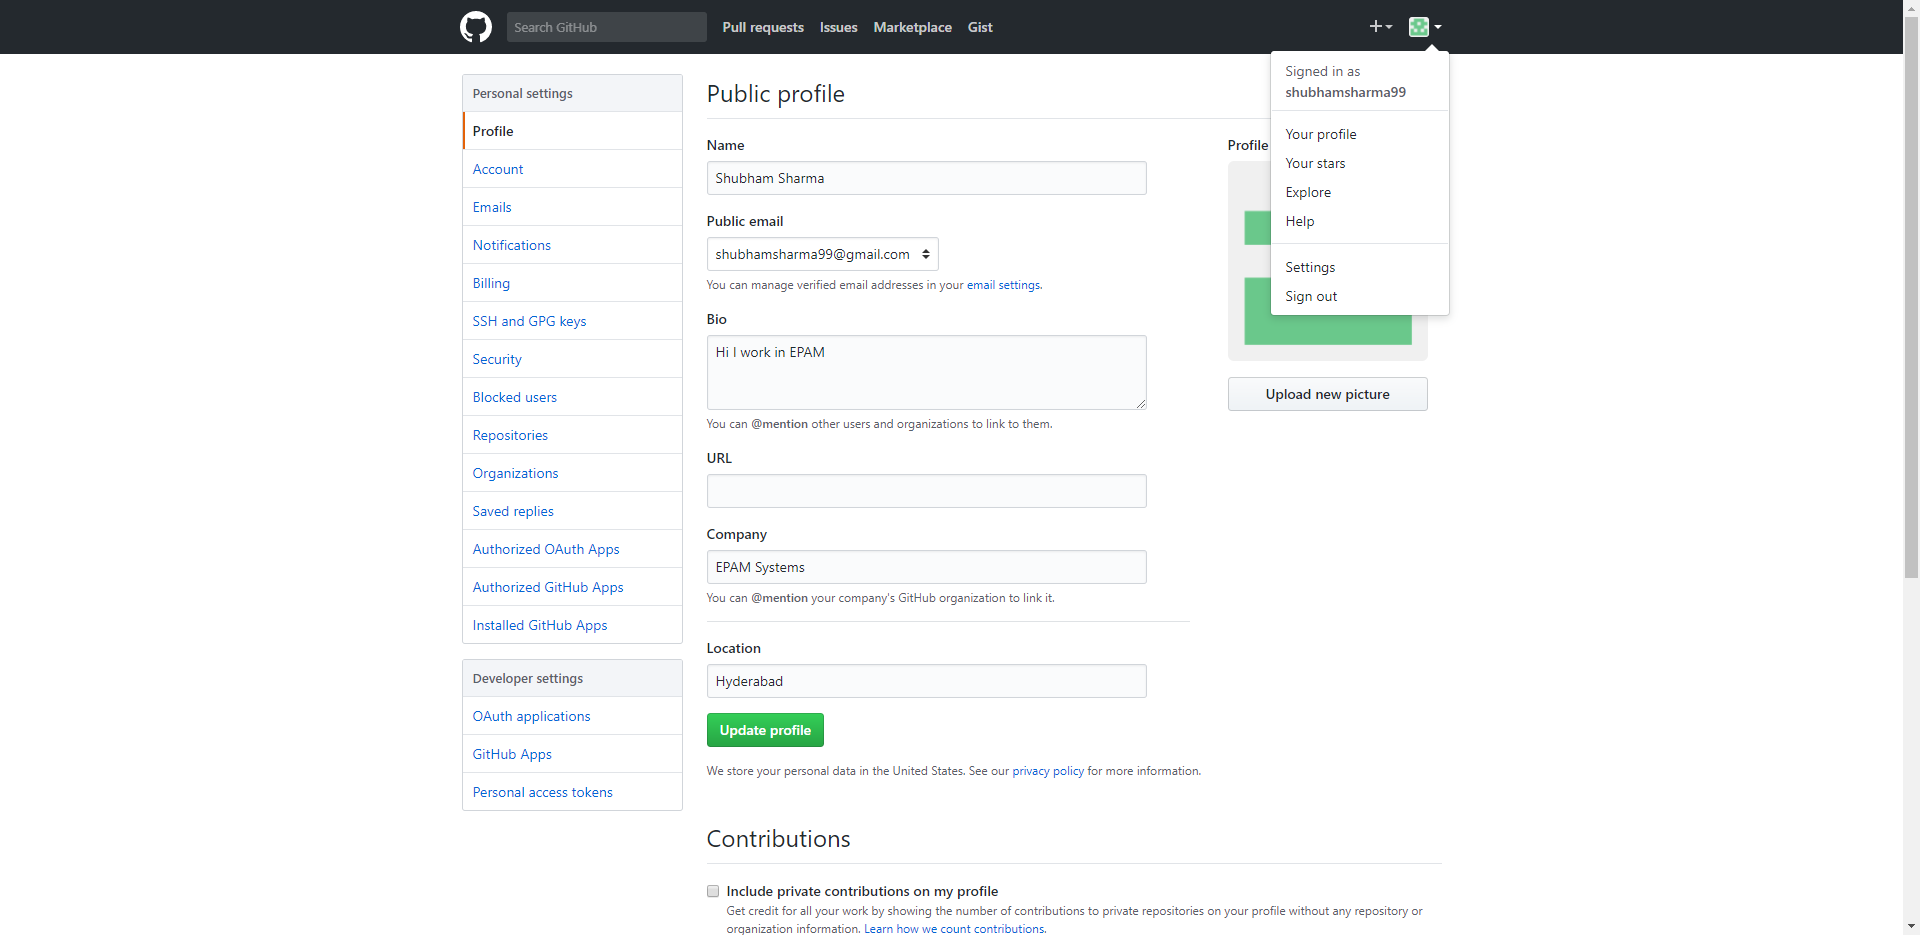 Search GitHub
Pull requests
Issues
Marketplace
Gist
Signed in as
shubhamsharma99
Your profile
Your stars
Explore
Help
Settings
Sign out
Personal settings
Profile
Account
Emails
Notifications
Billing
SSH and GPG keys
Security
Blocked users
Repositories
Organizations
Saved replies
Authorized OAuth Apps
Authorized GitHub Apps
Installed GitHub Apps
Developer settings
OAuth applications
GitHub Apps
Personal access tokens
Public profile
Name
Shubham Sharma
Public email
shubhamsharma99@gmail.com
You can manage verified email addresses in your email settings.
Bio
Hi I work in EPAM
You can @mention other users and organizations to link to them.
URL
Company
EPAM Systems
You can @mention your company's GitHub organization to link it.
Location
Hyderabad
Update profile
We store your personal data in the United States. See our privacy policy for more information.
Profile
Upload new picture
Contributions
Include private contributions on my profile
Get credit for all your work by showing the number of contributions to private repositories on your profile without any repository or
organization information. Learn how we count contributions.